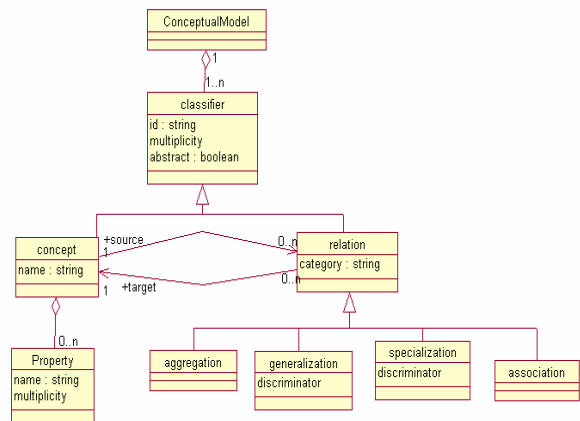 ConceptualModel
1
1..n
classifier
id : string
multiplicity
abstract : boolean
concept
name : string
+source
1
0..n
relation
category : string
1
+target
0..n
0..n
Property
name : string
multiplicity
aggregation
generalization
discriminator
specialization
discriminator
association